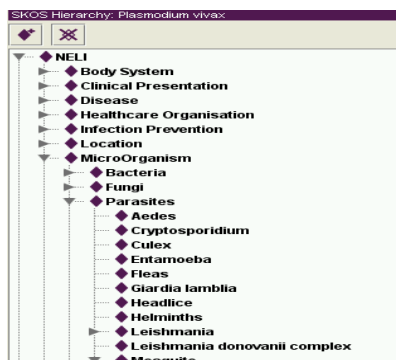 SKOS Hierarchy: Plasmodium vivax
NELI
Body System
Clinical Presentation
Disease
Healthcare Organisation
Infection Prevention
Location
MicroOrganism
Bacteria
Fungi
Parasites
Aedes
Cryptosporidium
Culex
Entamoeba
Fleas
Giardia lamblia
Headlice
Helminths
Leishmania
Leishmania donovanii complex
Mosquito